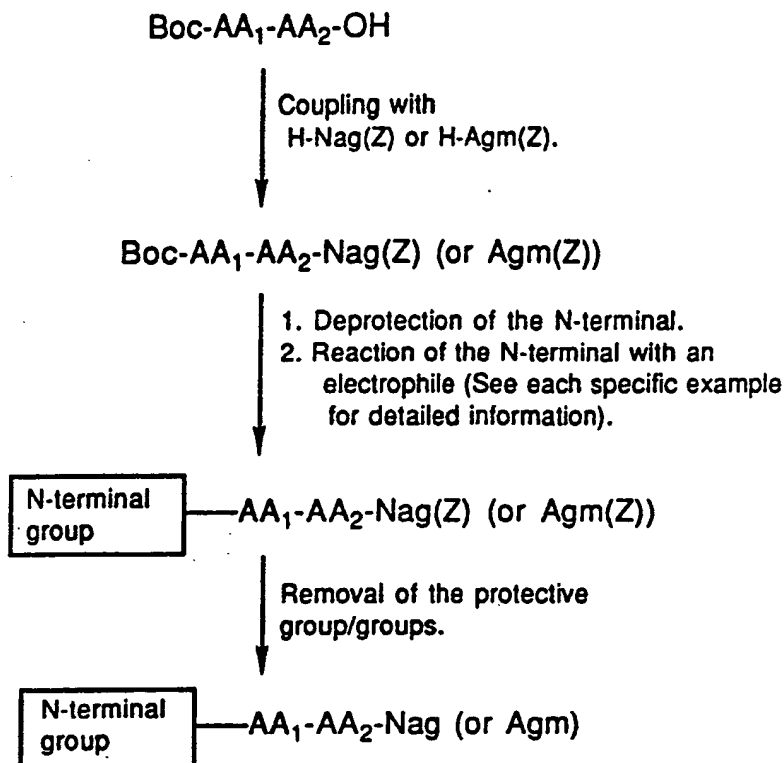 Boc-AA₁-AA₂-OH
Coupling with
H-Nag(Z) or H-Agm(Z).
Boc-AA₁-AA₂-Nag(Z) (or Agm(Z))
1. Deprotection of the N-terminal.
2. Reaction of the N-terminal with an
electrophile (See each specific example
for detailed information).
N-terminal
group
AA₁-AA₂-Nag(Z) (or Agm(Z))
Removal of the protective
group/groups.
N-terminal
group
AA₁-AA₂-Nag (or Agm)